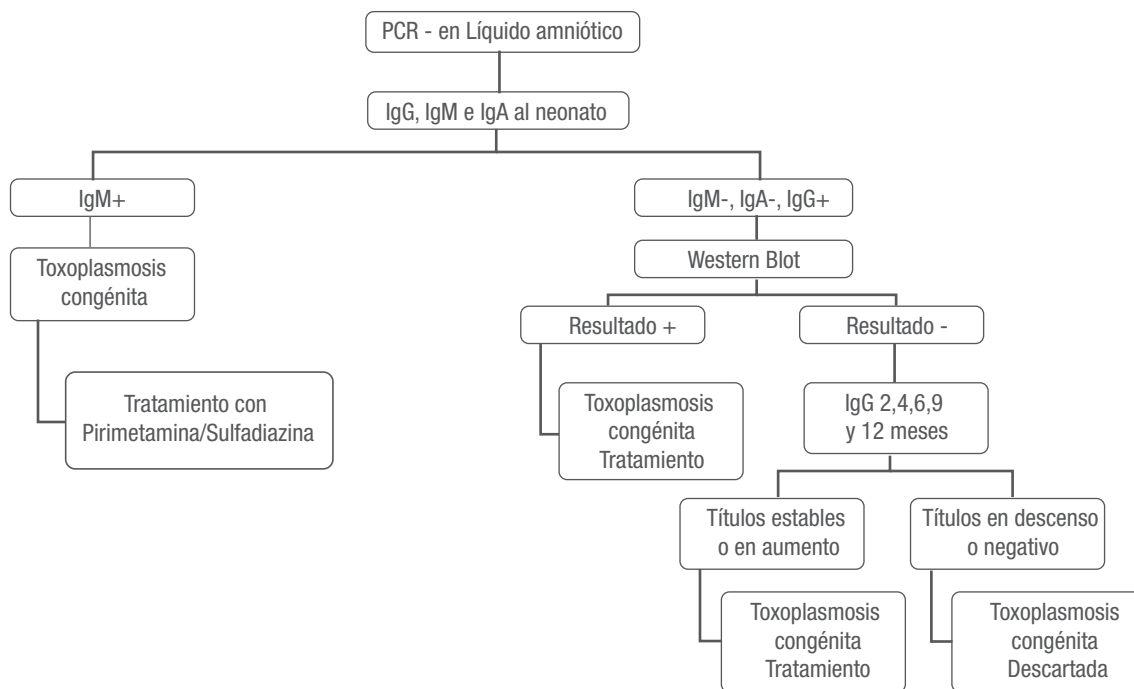 PCR - en Líquido amniótico
IgG, IgM e IgA al neonato
IgM+
IgM-, IgA-, IgG+
Toxoplasmosis
congénita
Western Blot
Resultado +
Resultado -
Tratamiento con
Pirimetamina/Sulfadiazina
Toxoplasmosis
congénita
Tratamiento
IgG 2,4,6,9
y 12 meses
Títulos estables
o en aumento
Títulos en descenso
o negativo
Toxoplasmosis
congénita
Tratamiento
Toxoplasmosis
congénita
Descartada